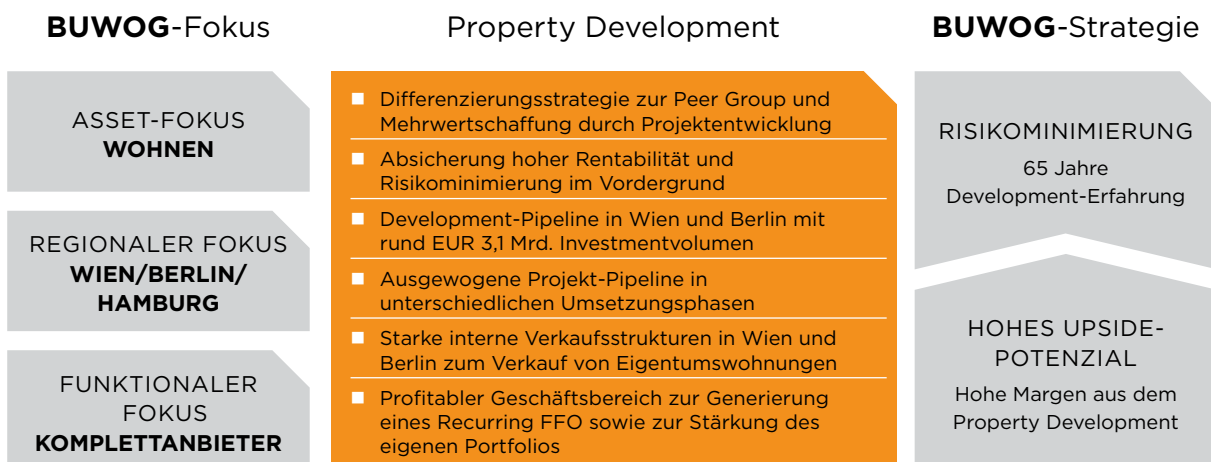 BUWOG-Fokus
ASSET-FOKUS
WOHNEN
REGIONALER FOKUS
WIEN/BERLIN/
HAMBURG
FUNKTIONALER
FOKUS
KOMPLETTANBIETER
Property Development
Differenzierungsstrategie zur Peer Group und
Mehrwertschaffung durch Projektentwicklung
Absicherung hoher Rentabilität und
Risikominimierung im Vordergrund
Development-Pipeline in Wien und Berlin mit
rund EUR 3,1 Mrd. Investmentvolumen
Ausgewogene Projekt-Pipeline in
unterschiedlichen Umsetzungsphasen
Starke interne Verkaufsstrukturen in Wien und
Berlin zum Verkauf von Eigentumswohnungen
Profitabler Geschäftsbereich zur Generierung
eines Recurring FFO sowie zur Stärkung des
eigenen Portfolios
BUWOG-Strategie
RISIKOMINIMIERUNG
65 Jahre
Development-Erfahrung
HOHES UPSIDE-
POTENZIAL
Hohe Margen aus dem
Property Development